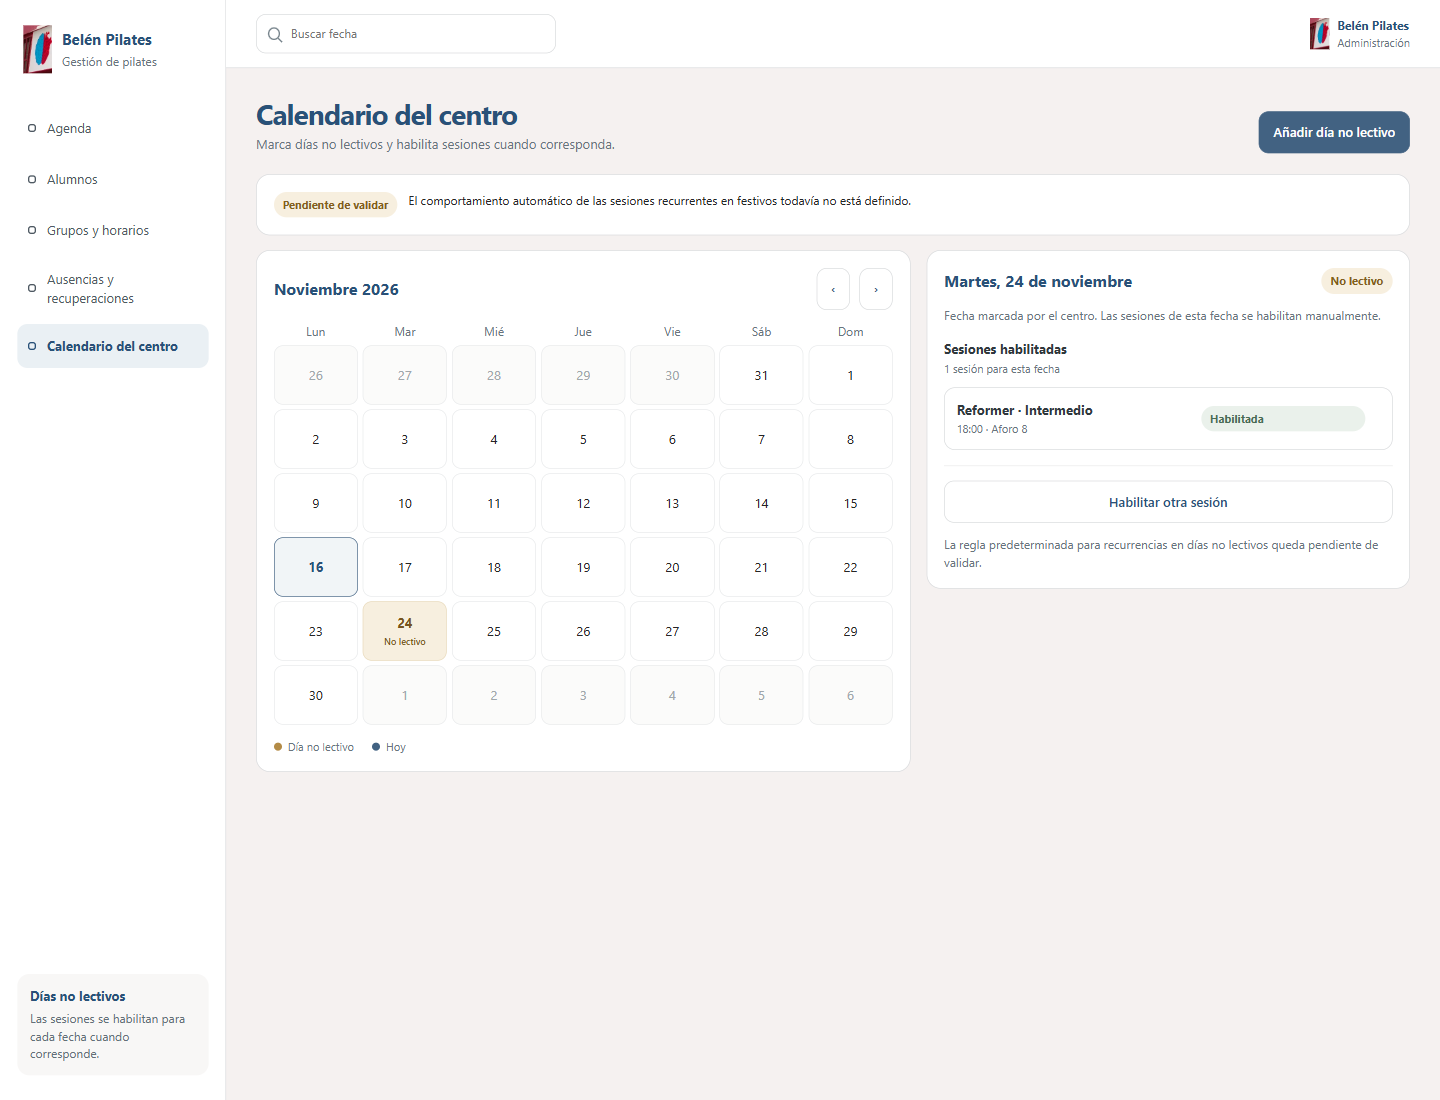 Belén Pilates
Gestión de pilates
Agenda
Alumnos
Grupos y horarios
Ausencias y
recuperaciones
Calendario del centro
Días no lectivos
Las sesiones se habilitan para
cada fecha cuando
corresponde.
Buscar fecha
Belén Pilates
Administración
Calendario del centro
Marca días no lectivos y habilita sesiones cuando corresponda.
Añadir día no lectivo
Pendiente de validar
El comportamiento automático de las sesiones recurrentes en festivos todavía no está definido.
Noviembre 2026
‹ ›
Lun Mar Mié Jue Vie Sáb Dom
26 27 28 29 30 31 1
2 3 4 5 6 7 8
9 10 11 12 13 14 15
16 17 18 19 20 21 22
23 24 25 26 27 28 29
No lectivo
30 1 2 3 4 5 6
Día no lectivo Hoy
Martes, 24 de noviembre
No lectivo
Fecha marcada por el centro. Las sesiones de esta fecha se habilitan manualmente.
Sesiones habilitadas
1 sesión para esta fecha
Reformer · Intermedio
18:00 · Aforo 8
Habilitada
Habilitar otra sesión
La regla predeterminada para recurrencias en días no lectivos queda pendiente de
validar.